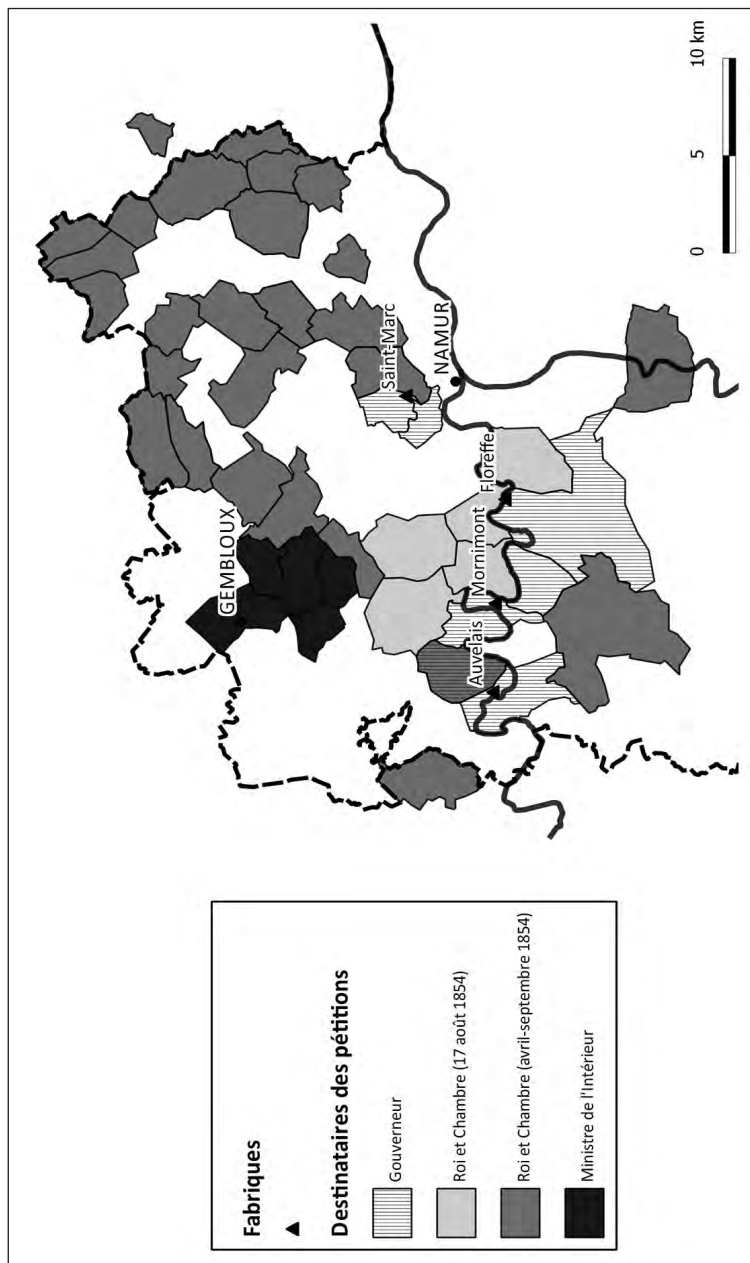 Fabriques
Destinataires des pétitions
Gouverneur
Roi et Chambre (17 août 1854)
Roi et Chambre (avril-septembre 1854)
Ministre de l'Intérieur
GEMBLOUX
Saint-Marc
NAMUR
Floreffe
Mornimont
Auvelais
0 5 10 km